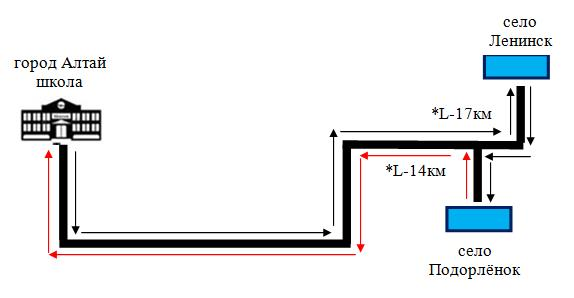 село
Ленинск
город Алтай
школа
*L-17км
*L-14км
село
Подорлёнок